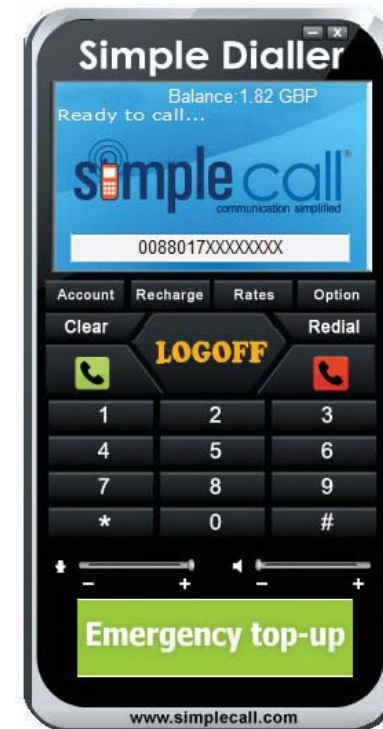 Simple Dialler
Balance:1.82 GBP
Ready to call...
simple call®
communication simplified
0088017XXXXXXXX
Account Recharge Rates Option
Clear LOGOFF Redial
1 2 3
4 5 6
7 8 9
* 0 #
− + − +
Emergency top-up
www.simplecall.com